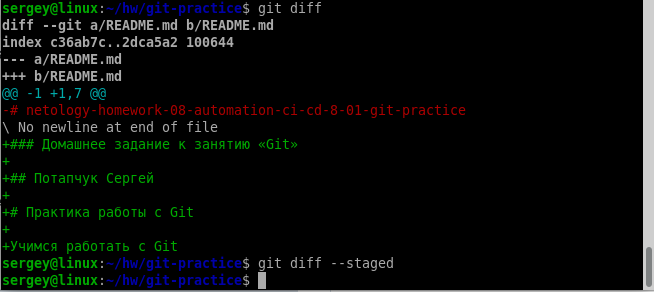 sergey@linux:~/hw/git-practice$ git diff
diff --git a/README.md b/README.md
index c36ab7c..2dca5a2 100644
--- a/README.md
+++ b/README.md
@@ -1 +1,7 @@
-# netology-homework-08-automation-ci-cd-8-01-git-practice
\ No newline at end of file
+### Домашнее задание к занятию «Git»
+
+## Потапчук Сергей
+
+# Практика работы с Git
+
+Учимся работать с Git
sergey@linux:~/hw/git-practice$ git diff --staged
sergey@linux:~/hw/git-practice$